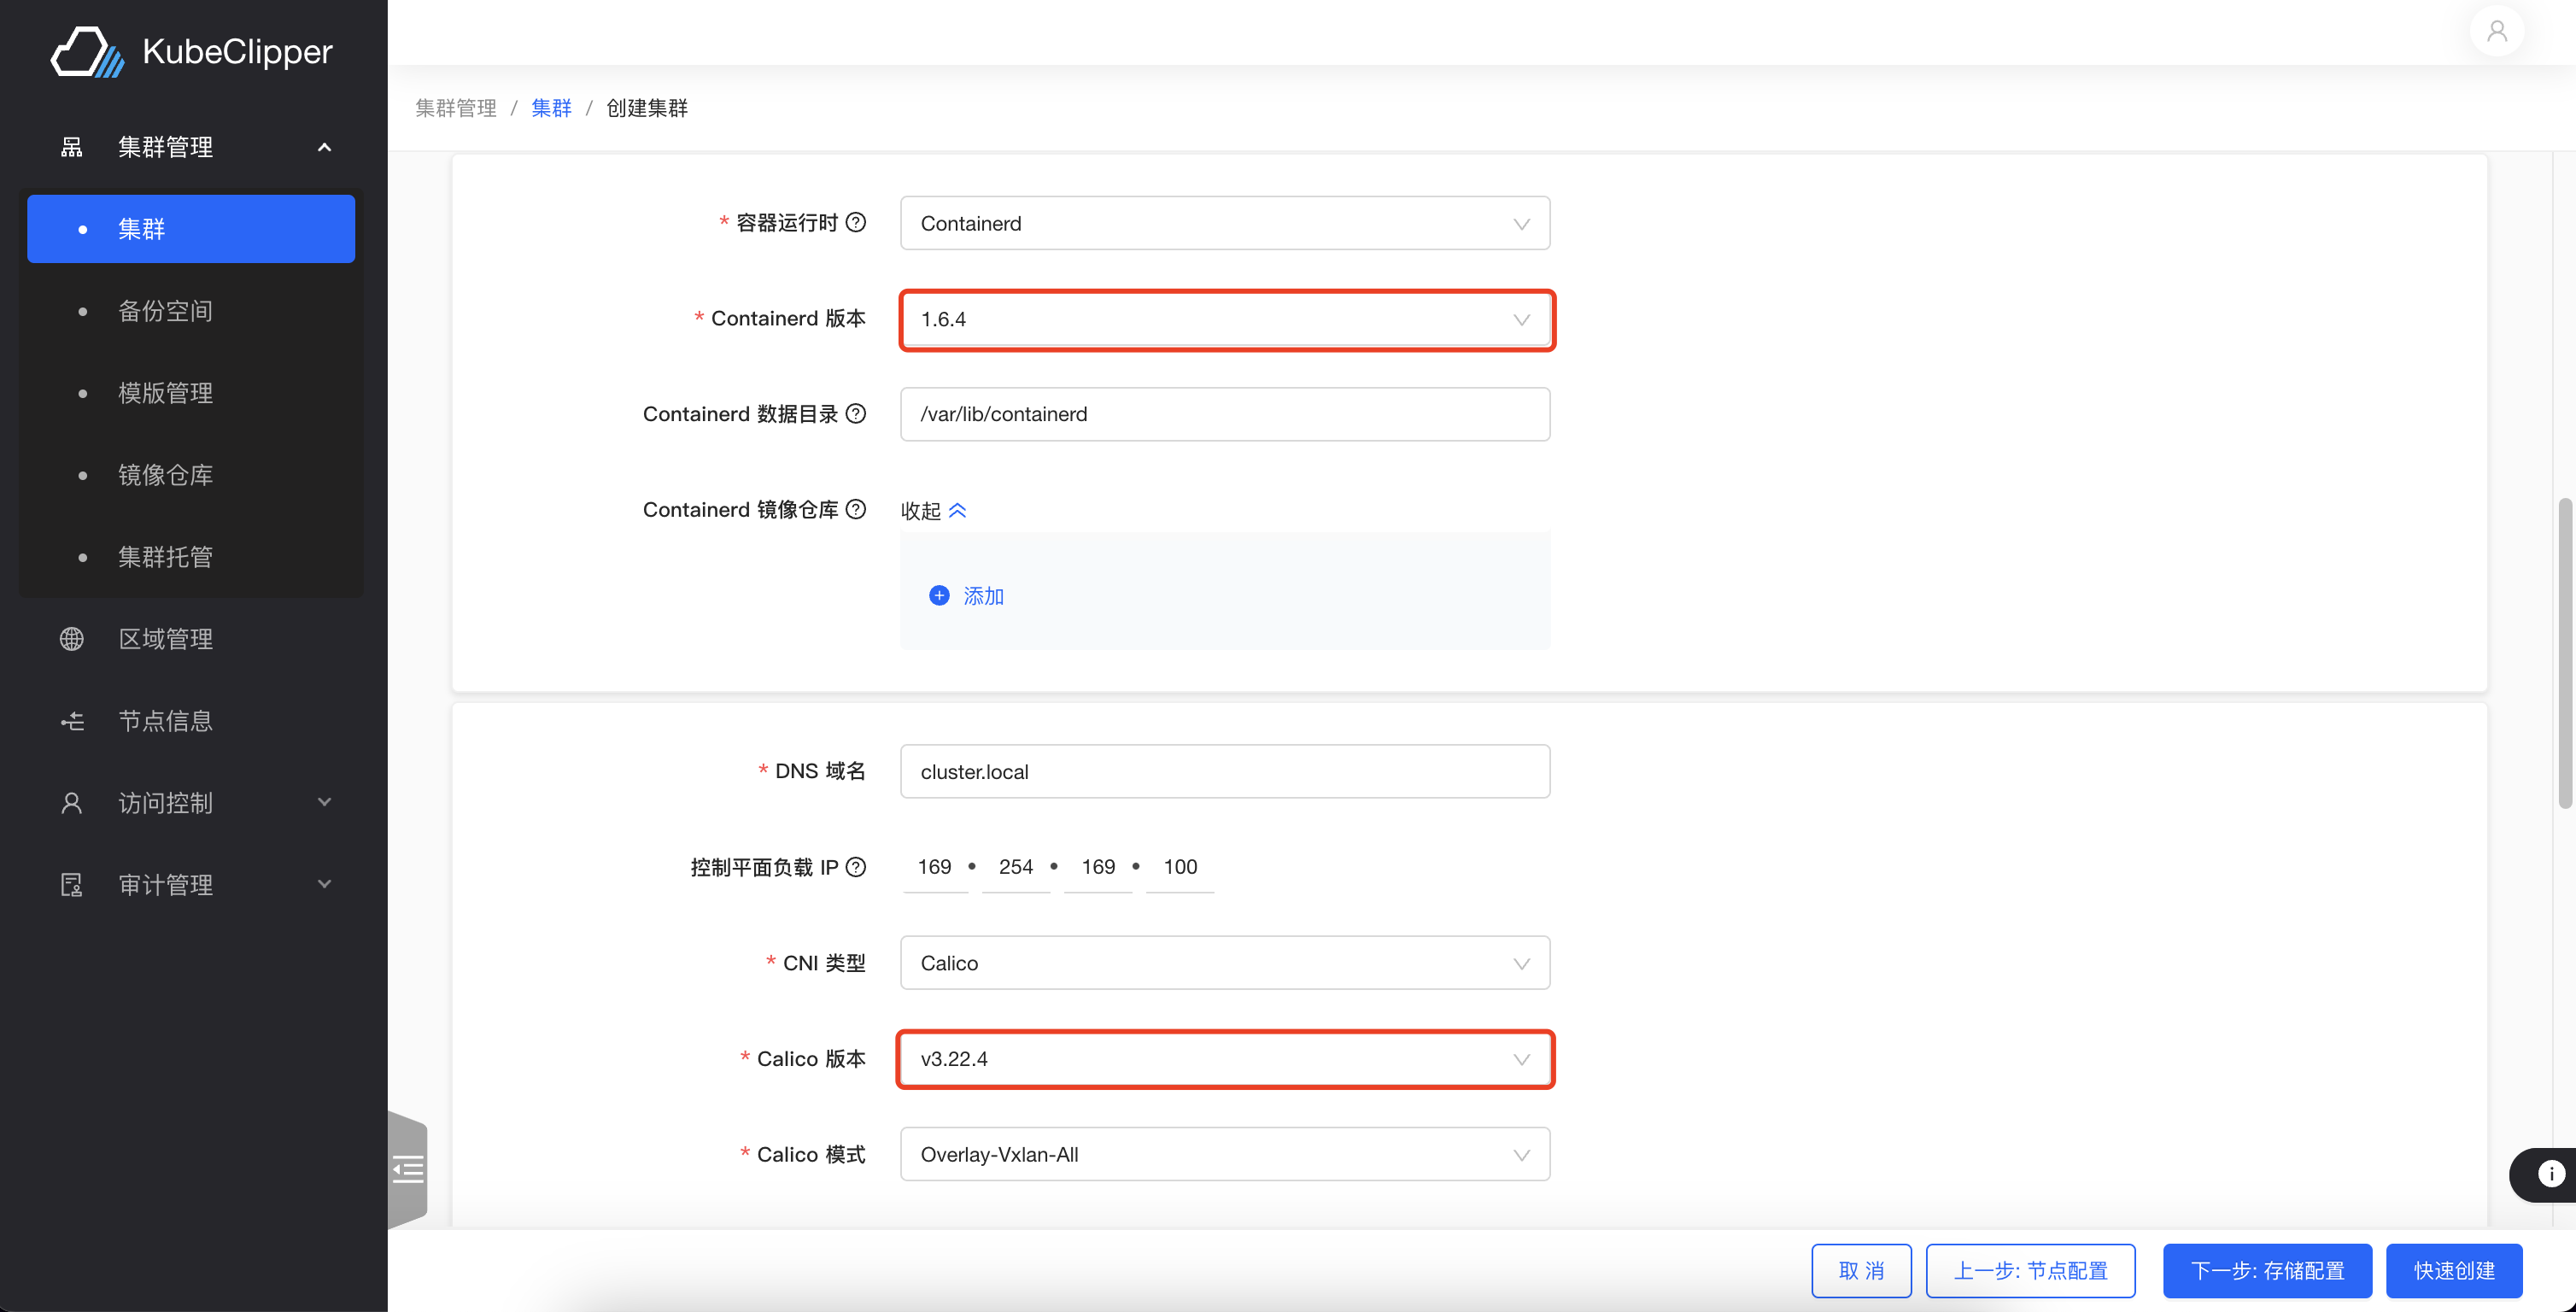 KubeClipper
集群管理
集群
备份空间
模版管理
镜像仓库
集群托管
区域管理
节点信息
访问控制
审计管理
集群管理 / 集群 / 创建集群
* 容器运行时 ? Containerd
* Containerd 版本 1.6.4
Containerd 数据目录 ? /var/lib/containerd
Containerd 镜像仓库 ? 收起
添加
* DNS 域名 cluster.local
控制平面负载 IP ? 169 • 254 • 169 • 100
* CNI 类型 Calico
* Calico 版本 v3.22.4
* Calico 模式 Overlay-Vxlan-All
取 消 上一步: 节点配置 下一步: 存储配置 快速创建